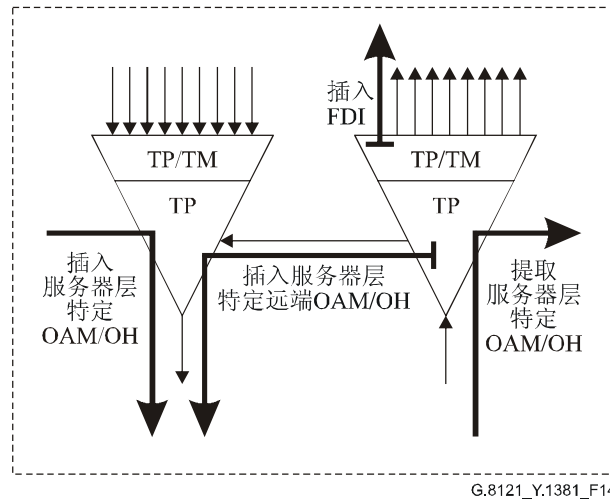 插入
FDI
TP/TM
TP
TP/TM
TP
插入
服务器层
特定
OAM/OH
插入服务器层
特定远端OAM/OH
提取
服务器层
特定
OAM/OH
G.8121_Y.1381_F14